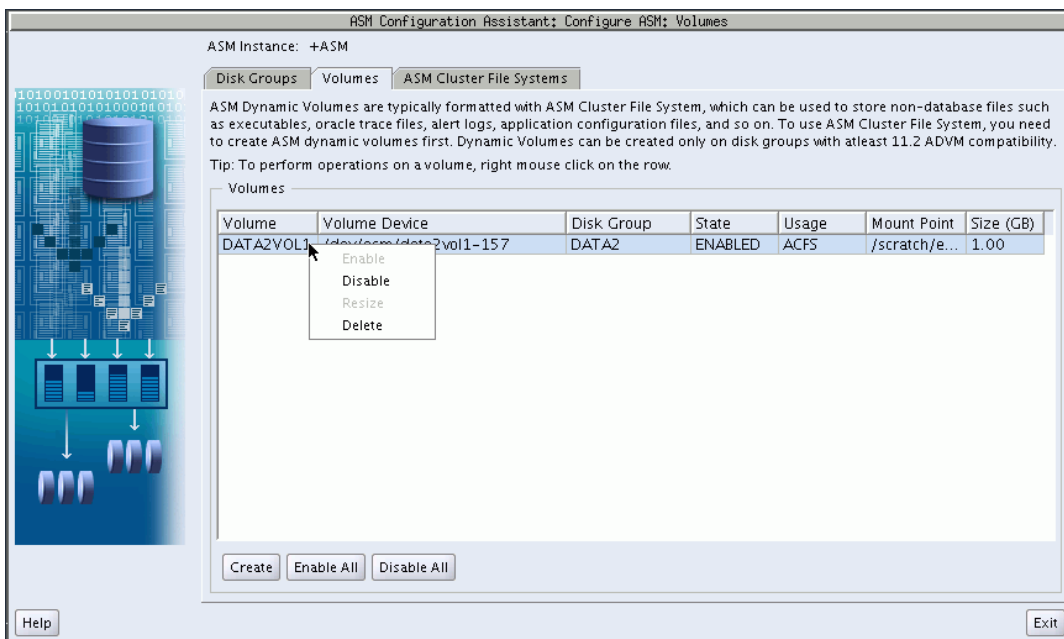 ASM Configuration Assistant: Configure ASM: Volumes
ASM Instance: +ASM
Disk Groups Volumes ASM Cluster File Systems
ASM Dynamic Volumes are typically formatted with ASM Cluster File System, which can be used to store non-database files such
as executables, oracle trace files, alert logs, application configuration files, and so on. To use ASM Cluster File System, you need
to create ASM dynamic volumes first. Dynamic Volumes can be created only on disk groups with atleast 11.2 ADVM compatibility.
Tip: To perform operations on a volume, right mouse click on the row.
Volumes
Volume Volume Device Disk Group State Usage Mount Point Size (GB)
DATA2VOL1 /dev/asm/data2vol1-157 DATA2 ENABLED ACFS /scratch/e... 1.00
Enable
Disable
Resize
Delete
Create Enable All Disable All
Help Exit